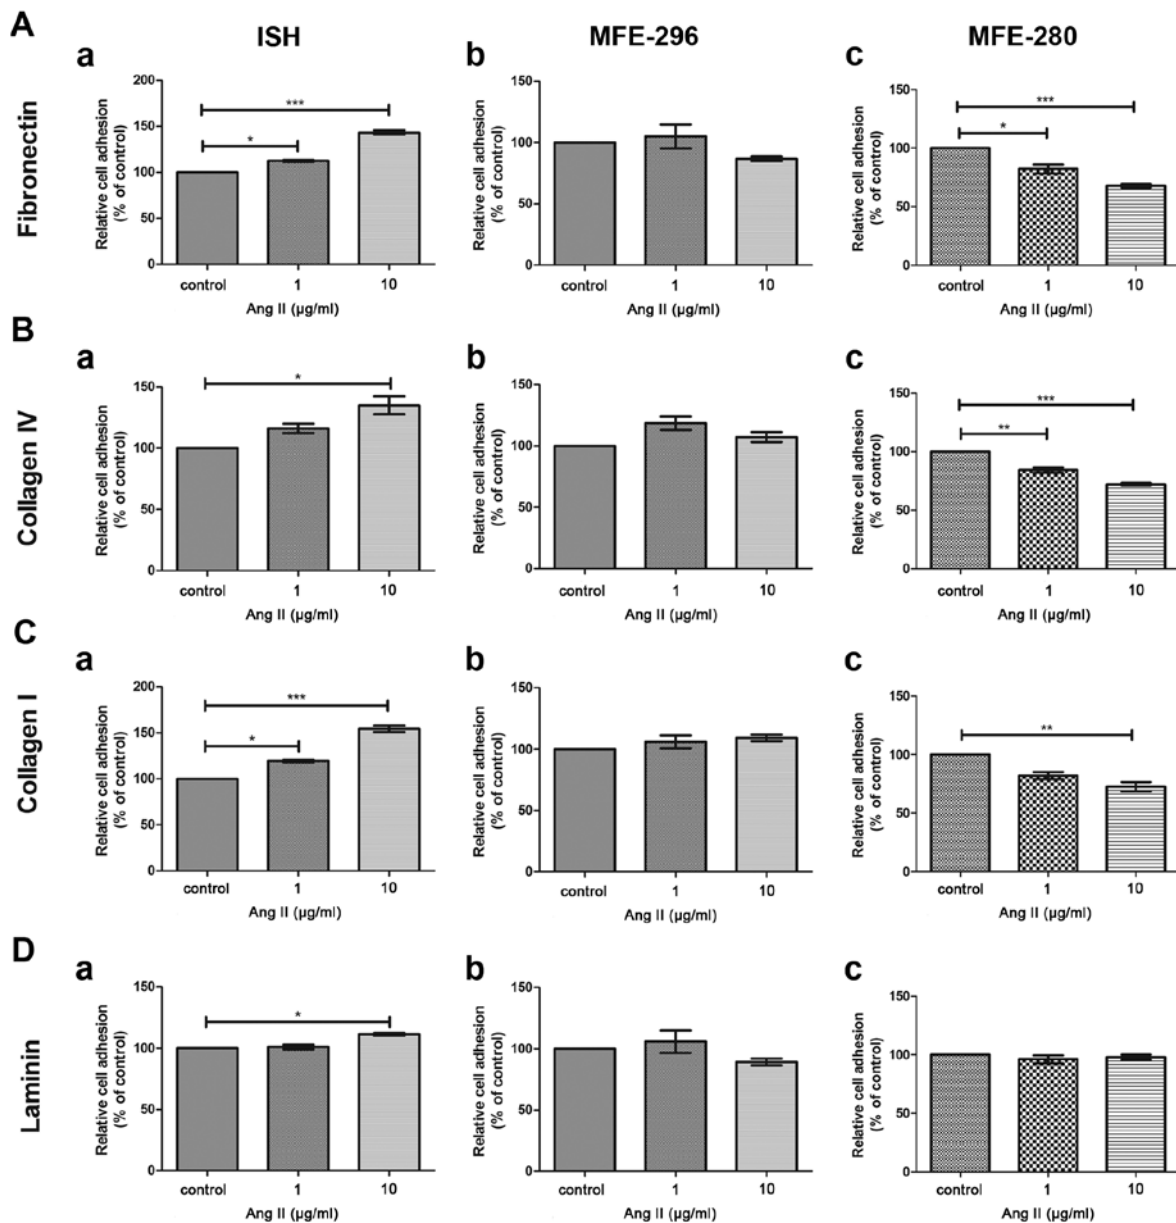 A
ISH
MFE-296
MFE-280
Fibronectin
a
Relative cell adhesion
(% of control)
200
150
100
50
0
***
*
control
1
10
Ang II (µg/ml)
b
Relative cell adhesion
(% of control)
150
100
50
0
control
1
10
Ang II (µg/ml)
c
Relative cell adhesion
(% of control)
150
100
50
0
***
*
control
1
10
Ang II (µg/ml)
B
Collagen IV
a
Relative cell adhesion
(% of control)
150
100
50
0
*
control
1
10
Ang II (µg/ml)
b
Relative cell adhesion
(% of control)
150
100
50
0
control
1
10
Ang II (µg/ml)
c
Relative cell adhesion
(% of control)
150
100
50
0
***
**
control
1
10
Ang II (µg/ml)
C
Collagen I
a
Relative cell adhesion
(% of control)
200
150
100
50
0
***
*
control
1
10
Ang II (µg/ml)
b
Relative cell adhesion
(% of control)
150
100
50
0
control
1
10
Ang II (µg/ml)
c
Relative cell adhesion
(% of control)
150
100
50
0
**
control
1
10
Ang II (µg/ml)
D
Laminin
a
Relative cell adhesion
(% of control)
150
100
50
0
*
control
1
10
Ang II (µg/ml)
b
Relative cell adhesion
(% of control)
150
100
50
0
control
1
10
Ang II (µg/ml)
c
Relative cell adhesion
(% of control)
150
100
50
0
control
1
10
Ang II (µg/ml)